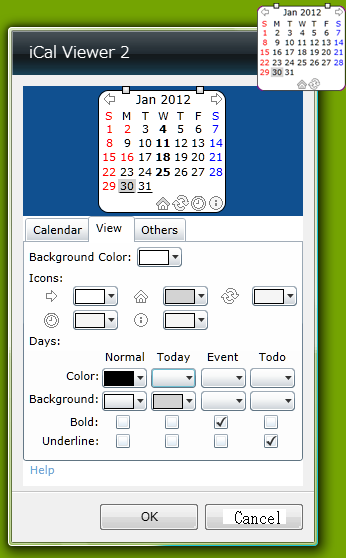 Jan 2012
S M T W T F S
1 2 3 4 5 6 7
8 9 10 11 12 13 14
15 16 17 18 19 20 21
22 23 24 25 26 27 28
29 30 31
iCal Viewer 2
Jan 2012
S M T W T F S
1 2 3 4 5 6 7
8 9 10 11 12 13 14
15 16 17 18 19 20 21
22 23 24 25 26 27 28
29 30 31
Calendar View Others
Background Color:
Icons:
Days:
Normal Today Event Todo
Color:
Background:
Bold:
Underline:
Help
OK Cancel